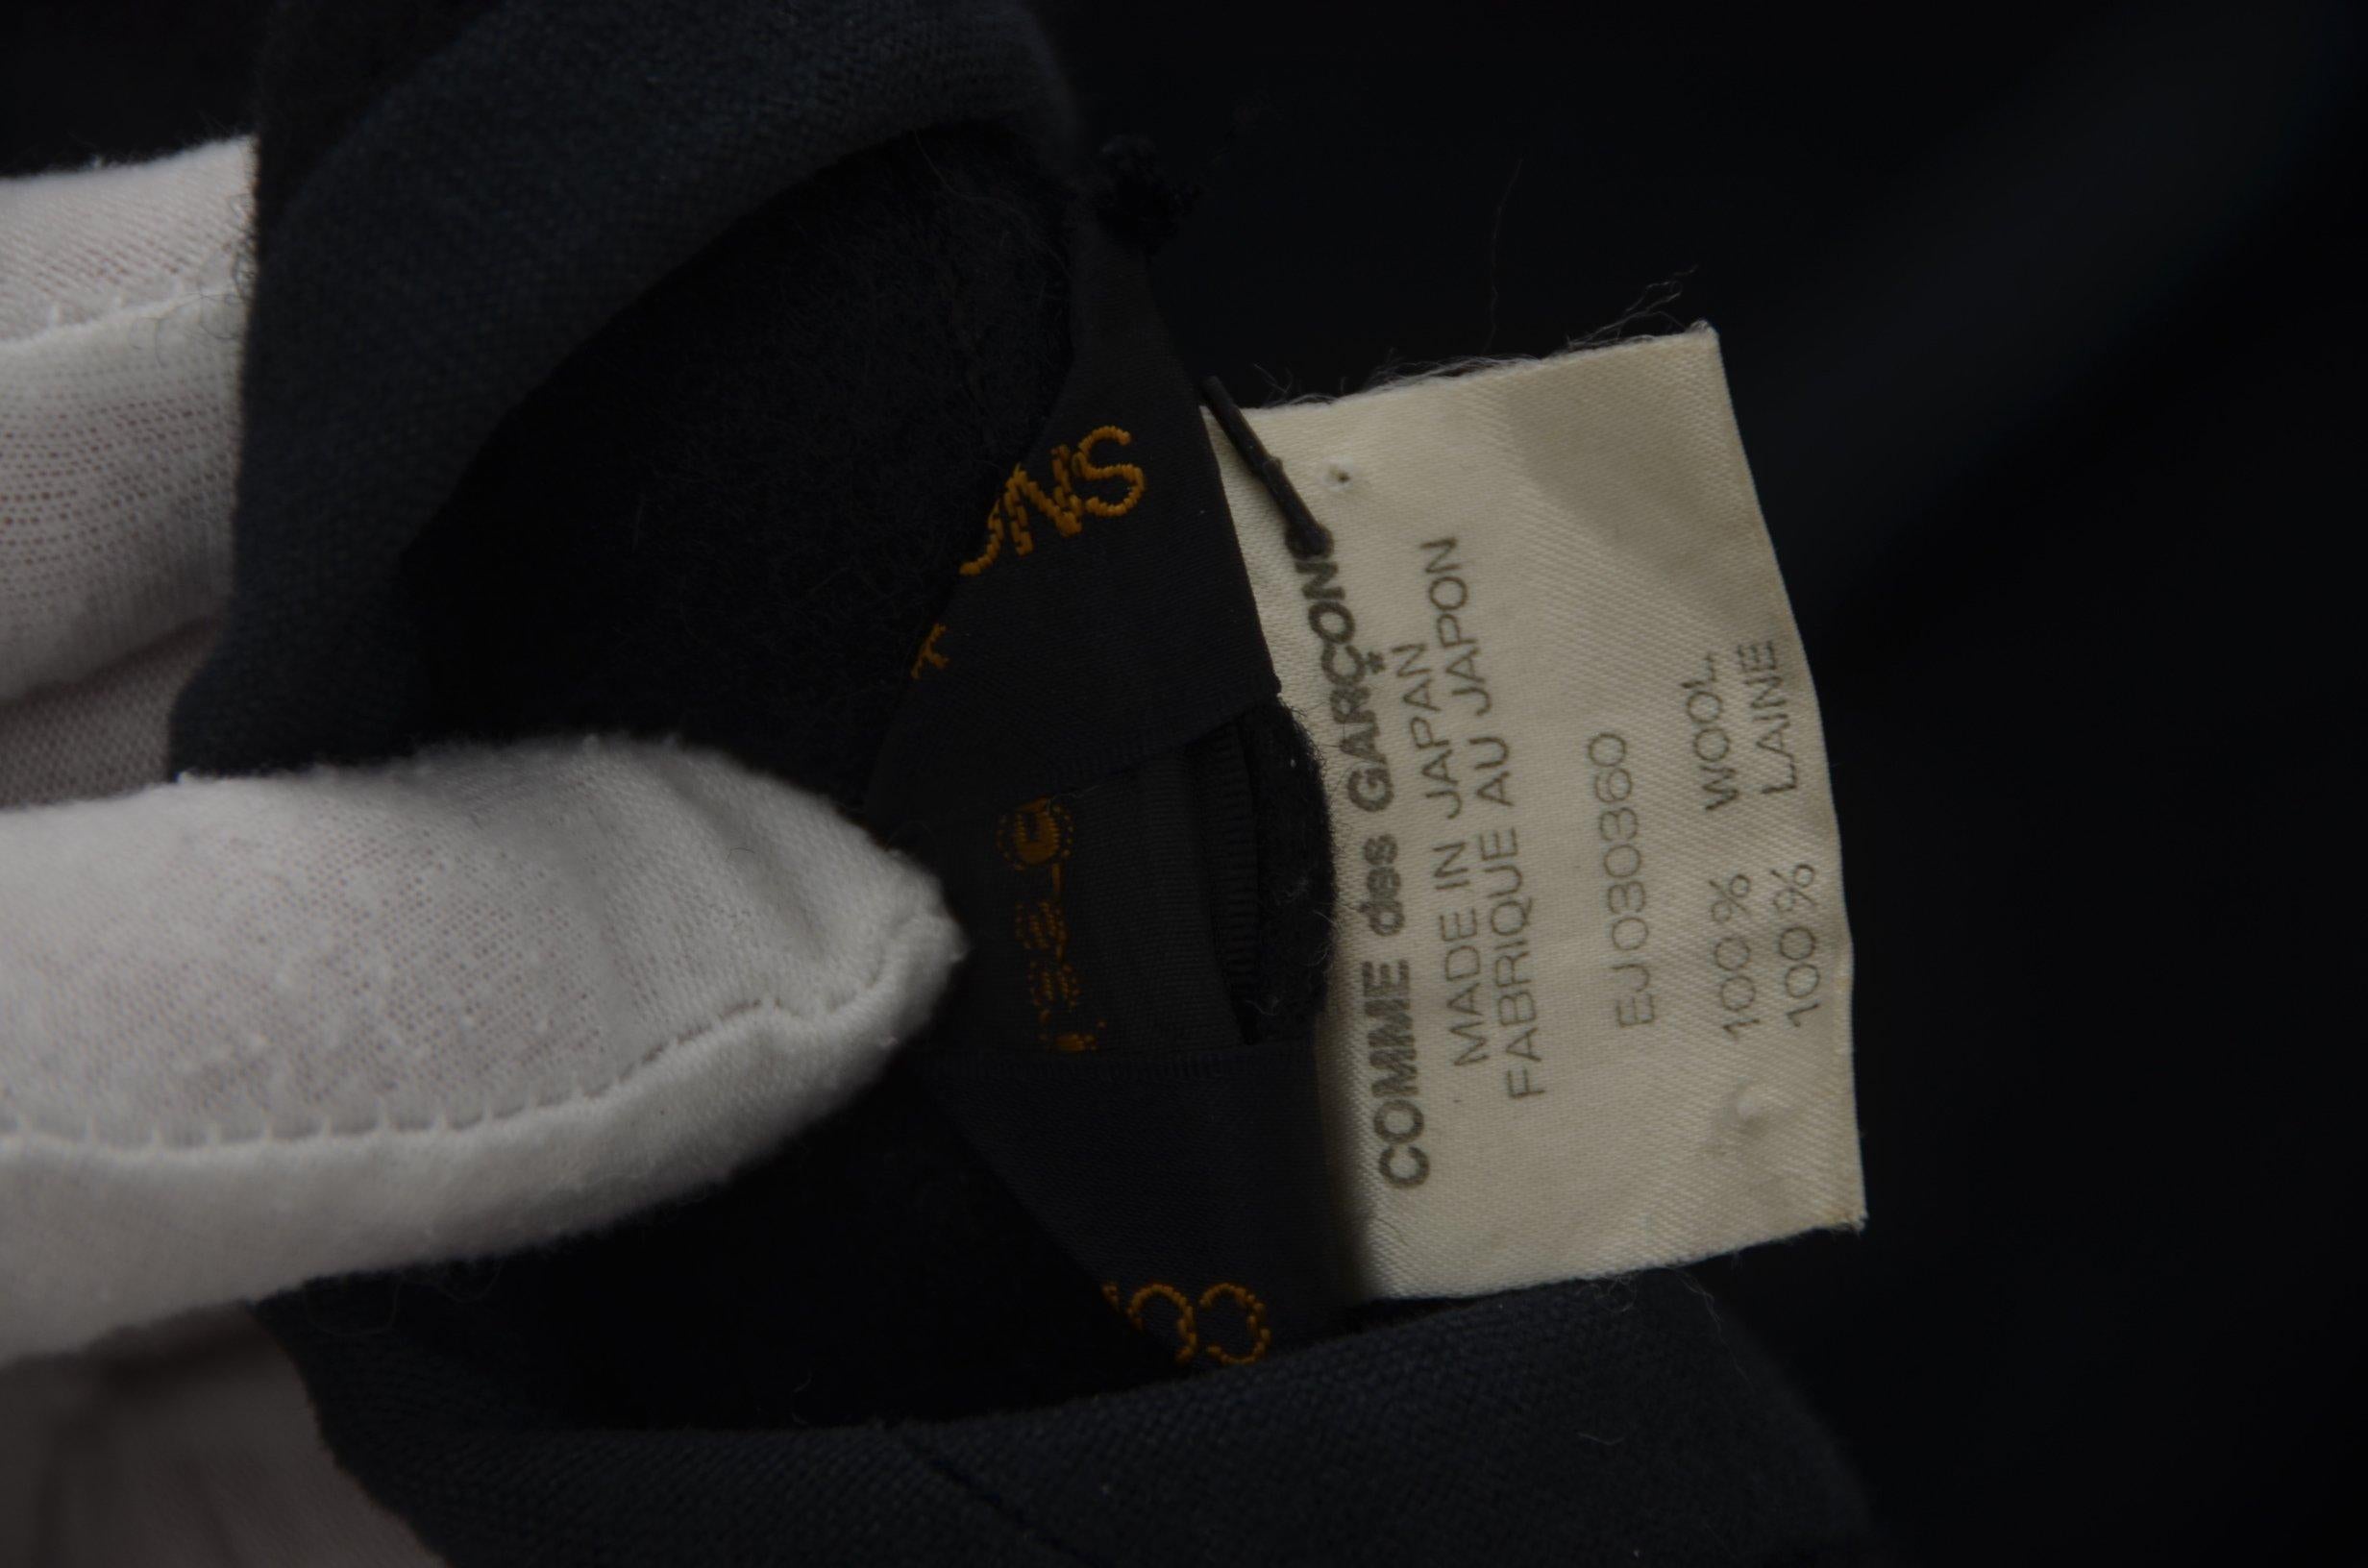 COMME des GARÇONS
MADE IN JAPAN
FABRIQUE AU JAPON
EJ030360
100% WOOL
100% LAINE